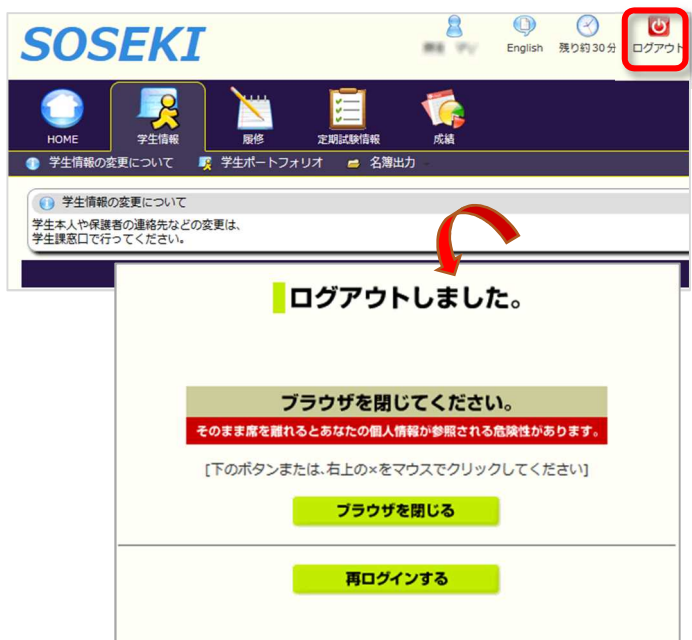 SOSEKI
English
残り約30分
ログアウト
HOME
学生情報
履修
定期試験情報
成績
学生情報の変更について
学生ポートフォリオ
名簿出力
学生情報の変更について
学生本人や保護者の連絡先などの変更は、
学生課窓口で行ってください。
ログアウトしました。
ブラウザを閉じてください。
そのまま席を離れるとあなたの個人情報が参照される危険性があります。
[下のボタンまたは、右上の×をマウスでクリックしてください]
ブラウザを閉じる
再ログインする